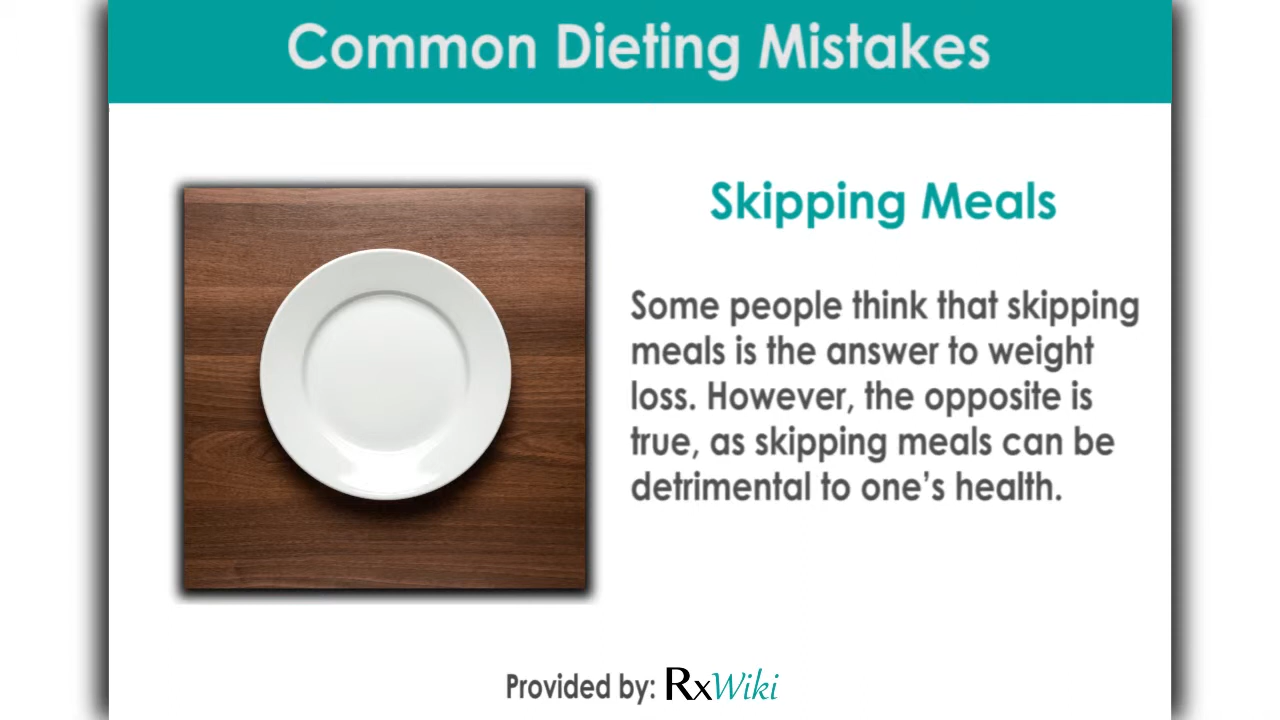 Common Dieting Mistakes
Skipping Meals
Some people think that skipping
meals is the answer to weight
loss. However, the opposite is
true, as skipping meals can be
detrimental to one’s health.
Provided by: RxWiki